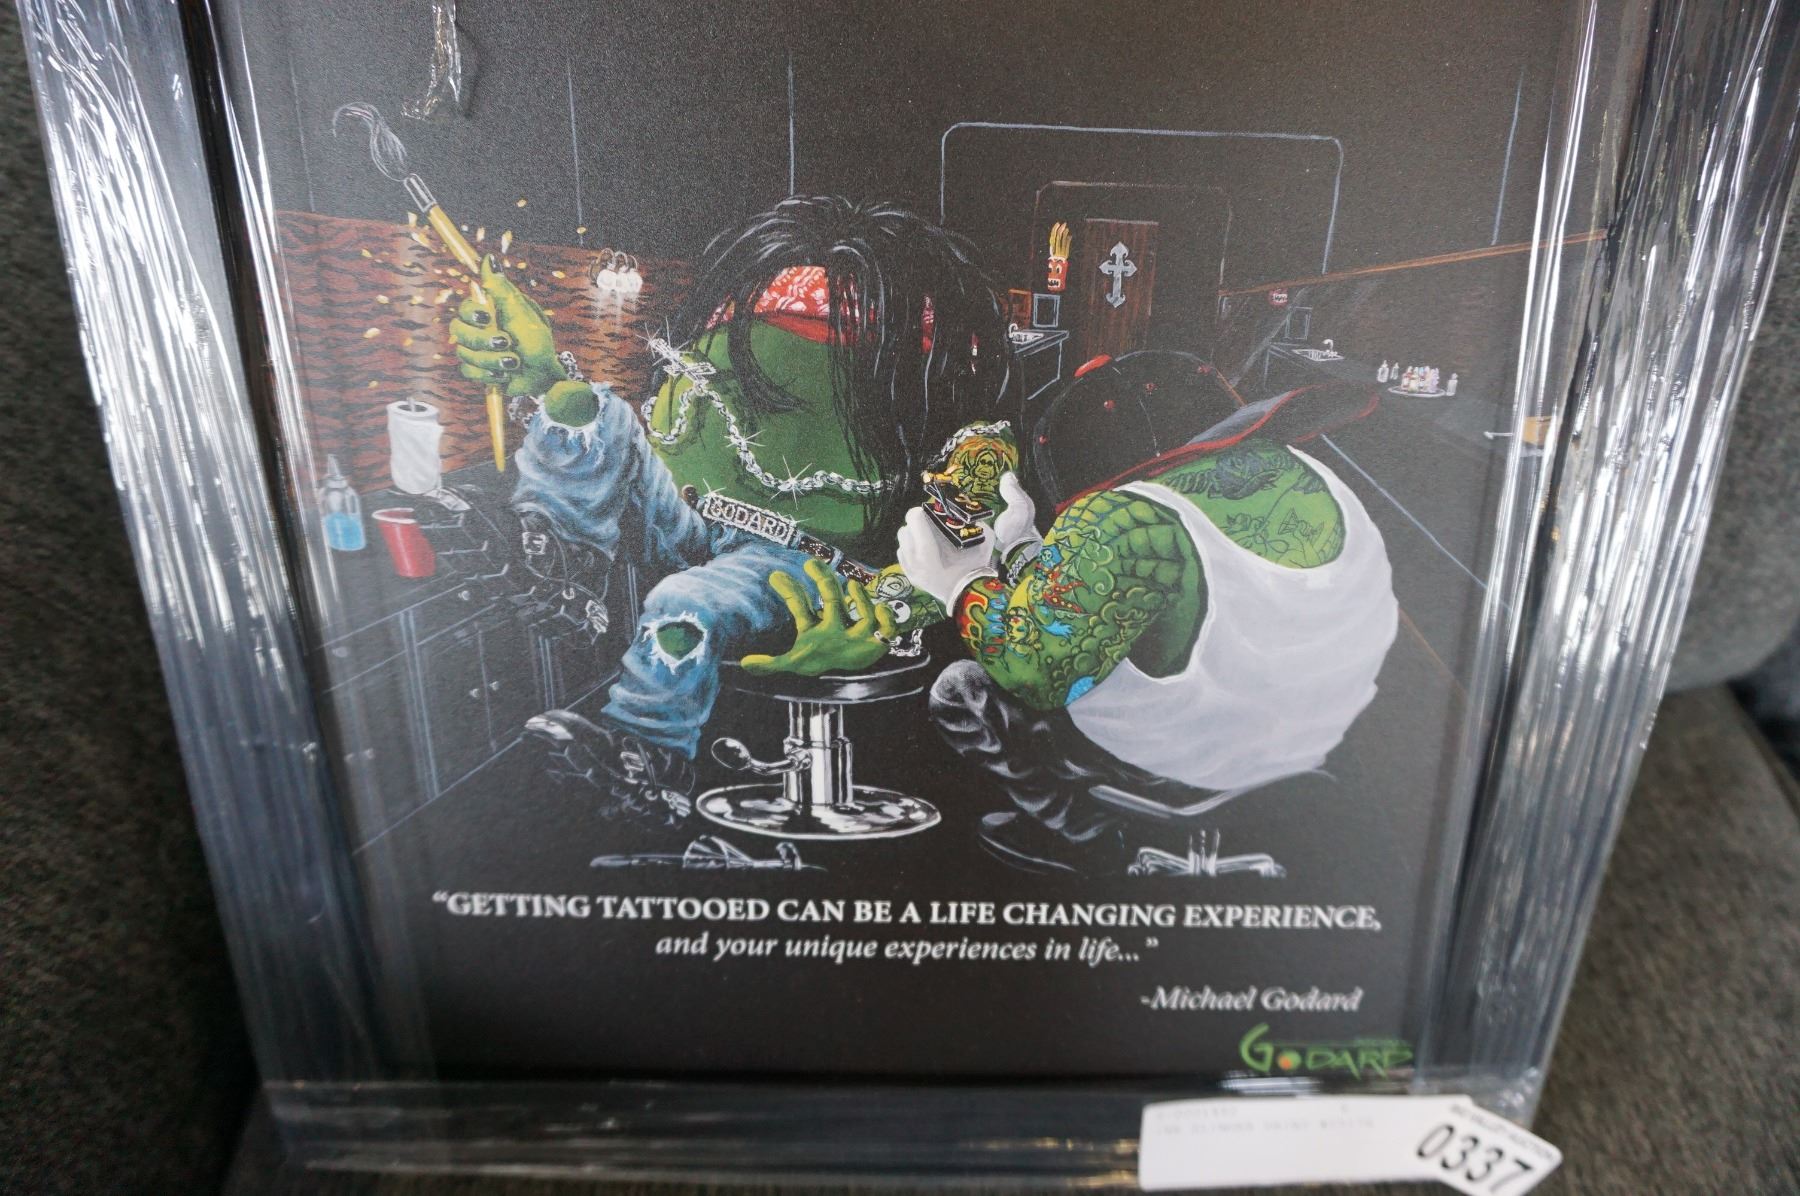 GODARD
"GETTING TATTOOED CAN BE A LIFE CHANGING EXPERIENCE,
and your unique experiences in life..."
-Michael Godard
GODARD
0337